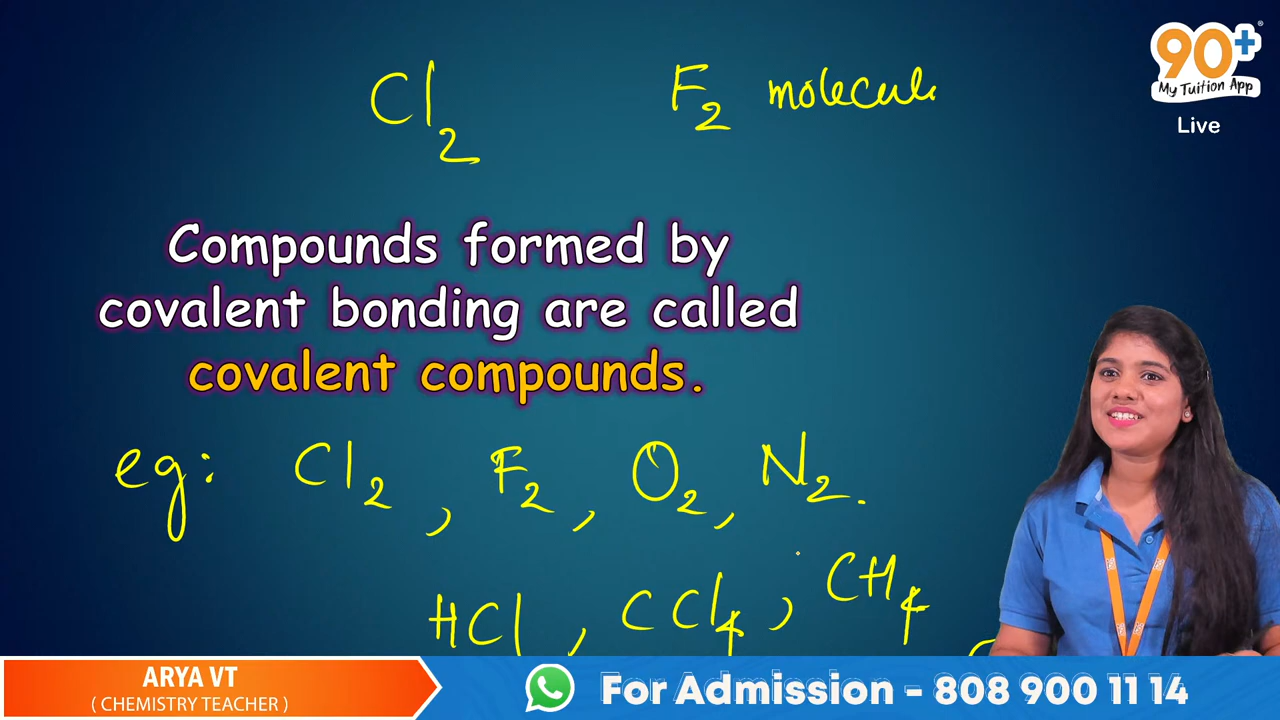 90+
My Tuition App
Live
Cl2 F2 molecule
Compounds formed by
covalent bonding are called
covalent compounds.
eg: Cl2, F2, O2, N2.
HCl, CCl4, CH4
ARYA VT
( CHEMISTRY TEACHER )
For Admission - 808 900 11 14